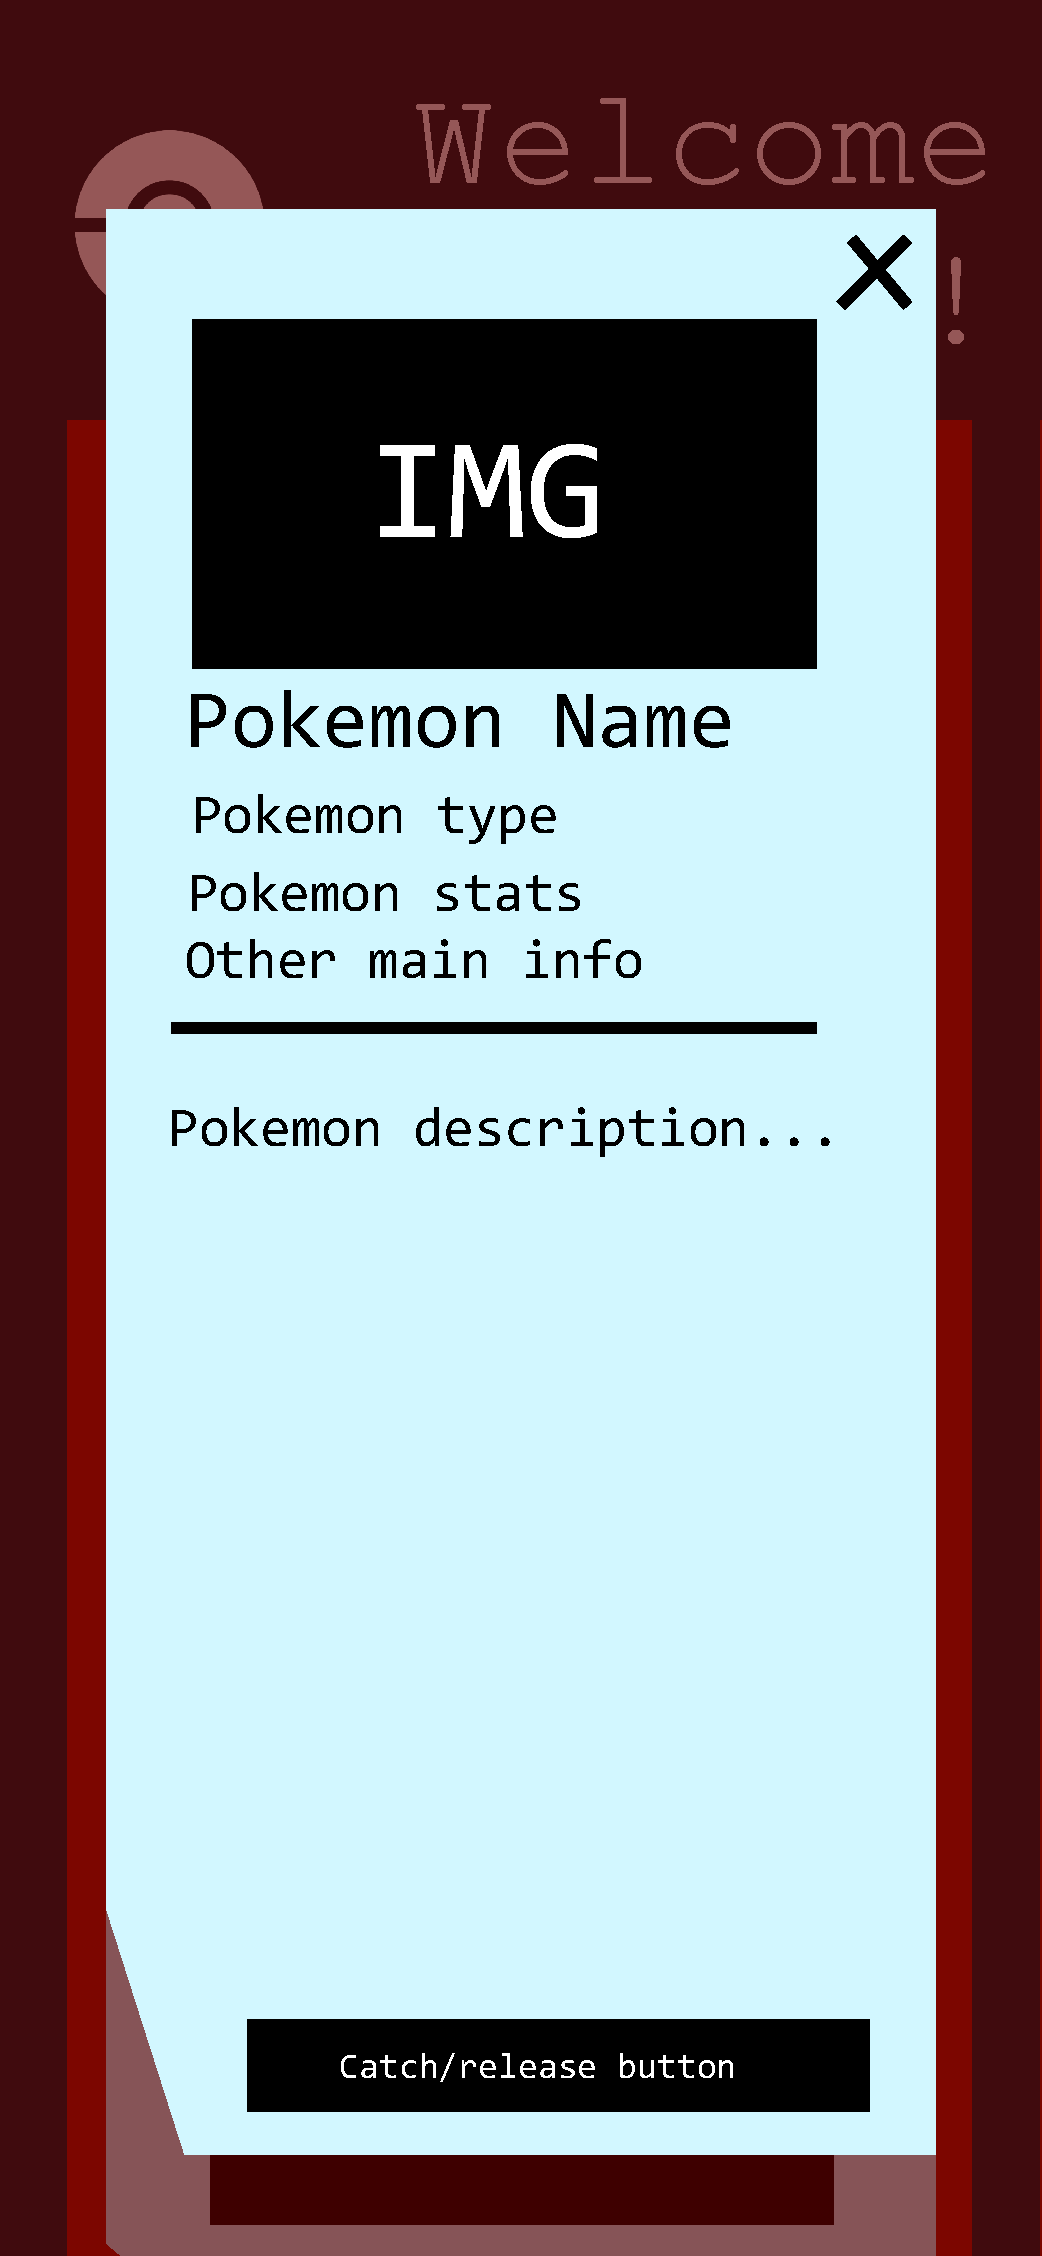 Welcome
!
IMG
Pokemon Name
Pokemon type
Pokemon stats
Other main info
Pokemon description...
Catch/release button